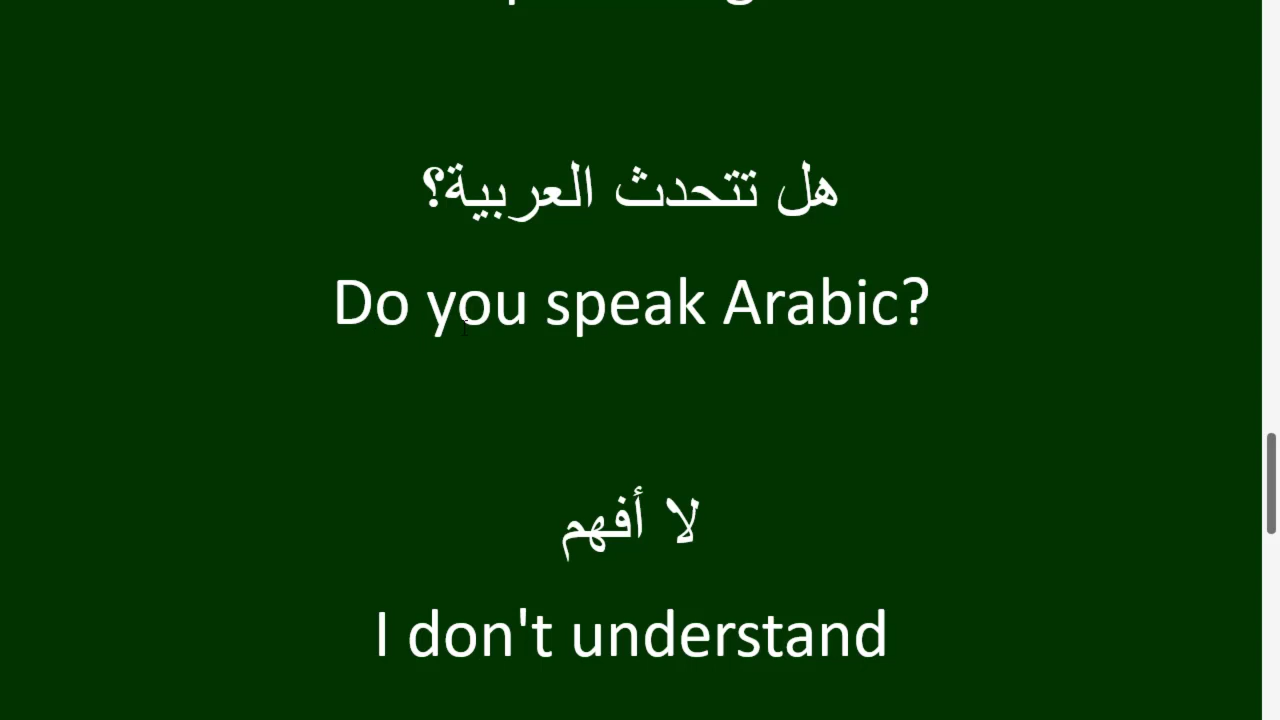 هل تتحدث العربية؟
Do you speak Arabic?
لا أفهم
I don't understand